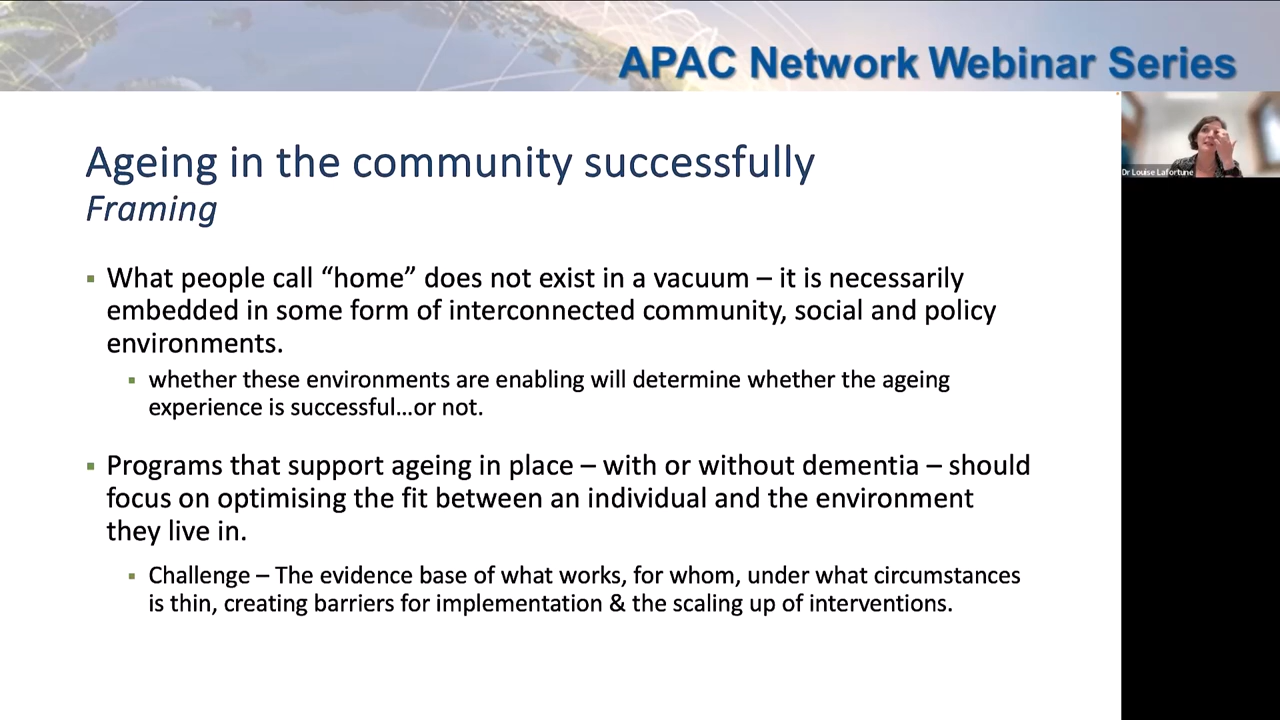 APAC Network Webinar Series
Ageing in the community successfully
Framing
What people call “home” does not exist in a vacuum – it is necessarily
embedded in some form of interconnected community, social and policy
environments.
whether these environments are enabling will determine whether the ageing
experience is successful…or not.
Programs that support ageing in place – with or without dementia – should
focus on optimising the fit between an individual and the environment
they live in.
Challenge – The evidence base of what works, for whom, under what circumstances
is thin, creating barriers for implementation & the scaling up of interventions.
Dr Louise Lafortune